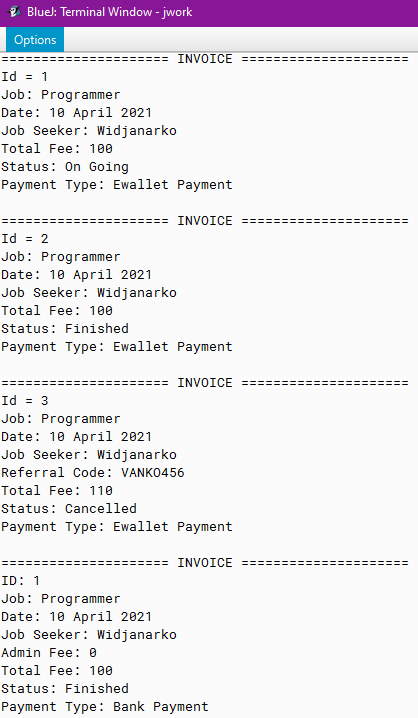 BlueJ: Terminal Window - jwork
Options
===================== INVOICE =====================
Id = 1
Job: Programmer
Date: 10 April 2021
Job Seeker: Widjanarko
Total Fee: 100
Status: On Going
Payment Type: Ewallet Payment
===================== INVOICE =====================
Id = 2
Job: Programmer
Date: 10 April 2021
Job Seeker: Widjanarko
Total Fee: 100
Status: Finished
Payment Type: Ewallet Payment
===================== INVOICE =====================
Id = 3
Job: Programmer
Date: 10 April 2021
Job Seeker: Widjanarko
Referral Code: VANKO456
Total Fee: 110
Status: Cancelled
Payment Type: Ewallet Payment
===================== INVOICE =====================
ID: 1
Job: Programmer
Date: 10 April 2021
Job Seeker: Widjanarko
Admin Fee: 0
Total Fee: 100
Status: Finished
Payment Type: Bank Payment